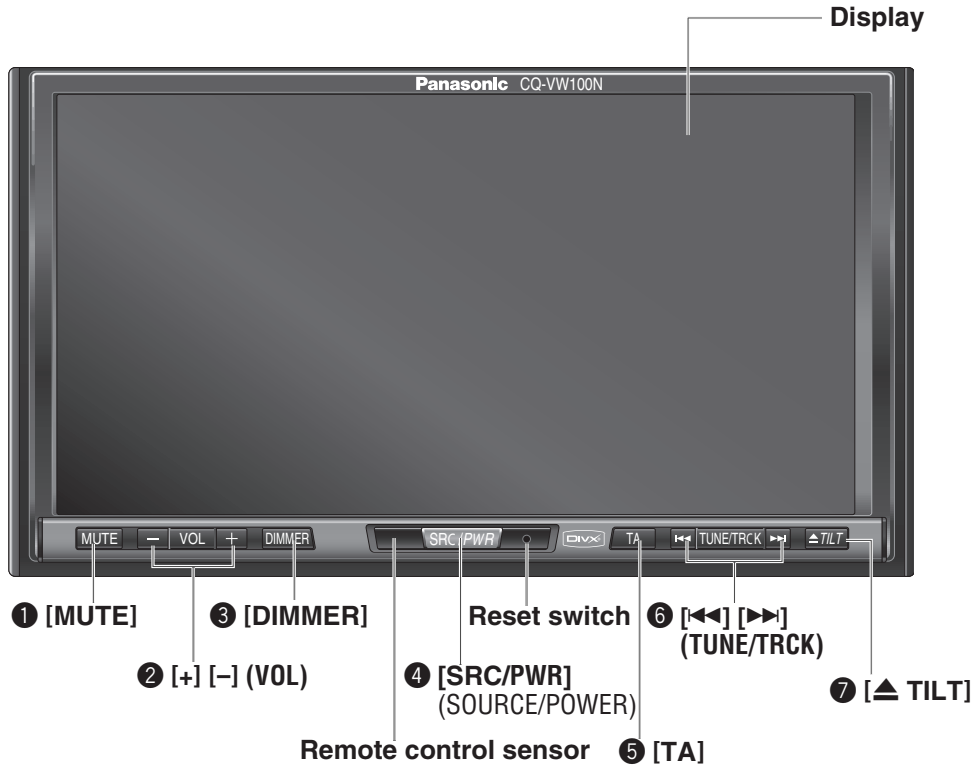 Display
Panasonic CQ-VW100N
MUTE − VOL + DIMMER SRC/PWR DIVX TA ⏮ TUNE/TRCK ⏭ ⏏TILT
❶ [MUTE]
❸ [DIMMER]
Reset switch
❻ [⏮] [⏭]
(TUNE/TRCK)
❷ [+] [−] (VOL)
❹ [SRC/PWR]
(SOURCE/POWER)
❼ [⏏ TILT]
Remote control sensor
❺ [TA]